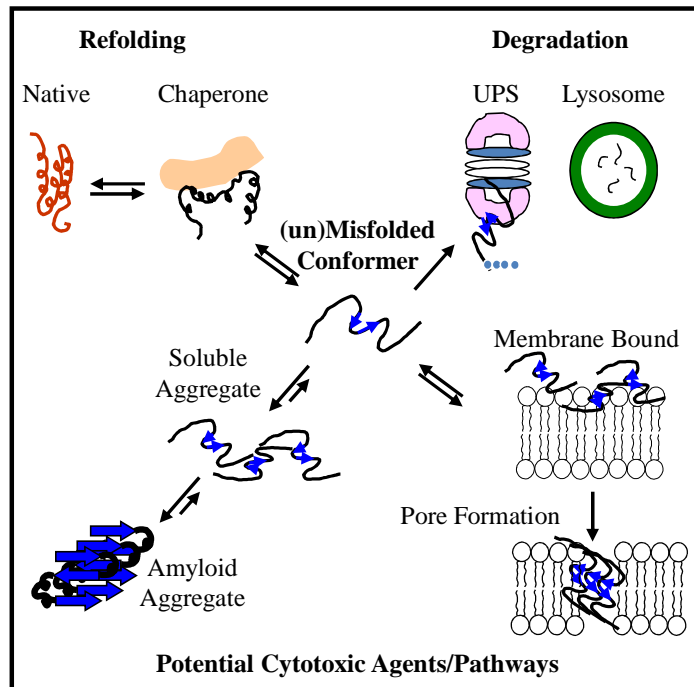 Refolding
Degradation
Native
Chaperone
UPS
Lysosome
(un)Misfolded
Conformer
Soluble
Aggregate
Membrane Bound
Pore Formation
Amyloid
Aggregate
Potential Cytotoxic Agents/Pathways